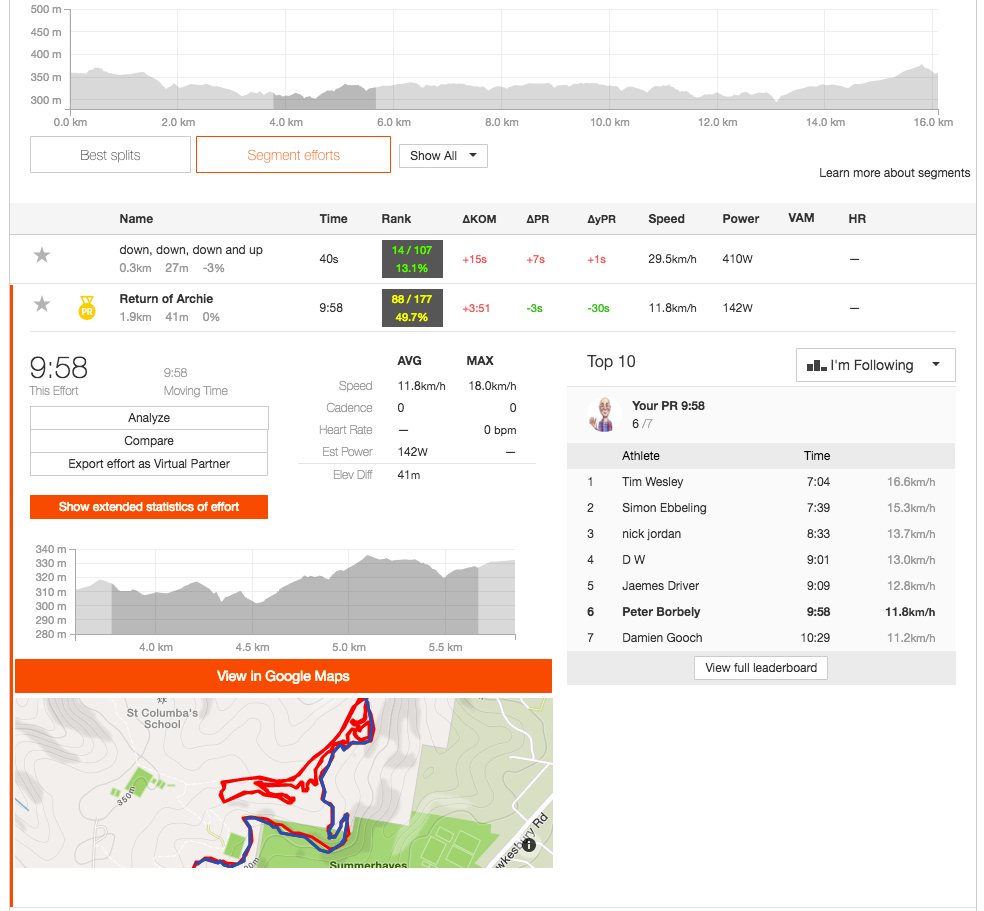 500 m
450 m
400 m
350 m
300 m
0.0 km 2.0 km 4.0 km 6.0 km 8.0 km 10.0 km 12.0 km 14.0 km 16.0 km
Best splits Segment efforts Show All
Learn more about segments
Name Time Rank ΔKOM ΔPR ΔyPR Speed Power VAM HR
down, down, down and up
0.3km 27m -3%
40s
14 / 107
13.1%
+15s +7s +1s 29.5km/h 410W —
PR
Return of Archie
1.9km 41m 0%
9:58
88 / 177
49.7%
+3:51 -3s -30s 11.8km/h 142W —
9:58
This Effort
9:58
Moving Time
Analyze
Compare
Export effort as Virtual Partner
Show extended statistics of effort
AVG MAX
Speed 11.8km/h 18.0km/h
Cadence 0 0
Heart Rate — 0 bpm
Est Power 142W —
Elev Diff 41m
340 m
330 m
320 m
310 m
300 m
290 m
280 m
4.0 km 4.5 km 5.0 km 5.5 km
View in Google Maps
St Columba's
School
350m
00m
Summerhayes
wkesbury Rd
i
Top 10 I'm Following
Your PR 9:58
6 /7
Athlete Time
1 Tim Wesley 7:04 16.6km/h
2 Simon Ebbeling 7:39 15.3km/h
3 nick jordan 8:33 13.7km/h
4 D W 9:01 13.0km/h
5 Jaemes Driver 9:09 12.8km/h
6 Peter Borbely 9:58 11.8km/h
7 Damien Gooch 10:29 11.2km/h
View full leaderboard